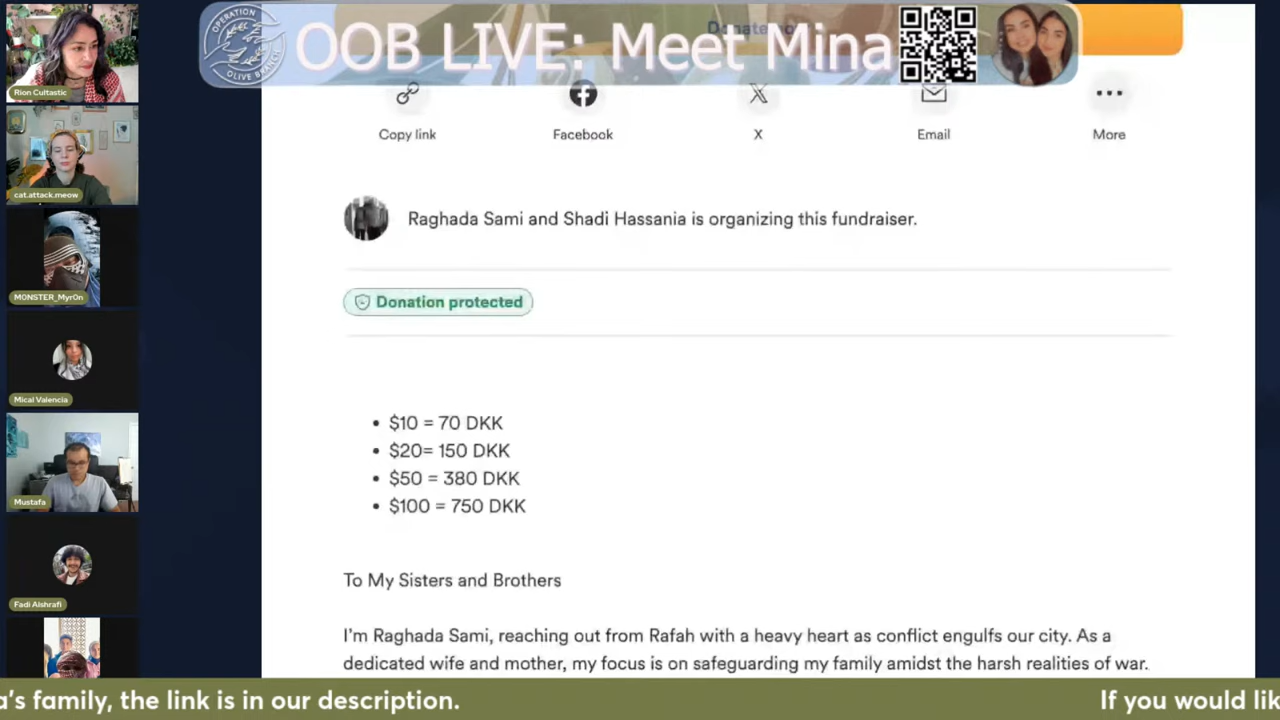 OPERATION
OLIVE BRANCH
OOB LIVE: Meet Mina
Rion Cultastic
cat.attack.meow
M0NSTER_Myr0n
Mical Valencia
Mustafa
Fadi Alshrafi
Copy link
Facebook
X
Email
More
Raghada Sami and Shadi Hassania is organizing this fundraiser.
Donation protected
• $10 = 70 DKK
• $20= 150 DKK
• $50 = 380 DKK
• $100 = 750 DKK
To My Sisters and Brothers
I'm Raghada Sami, reaching out from Rafah with a heavy heart as conflict engulfs our city. As a
dedicated wife and mother, my focus is on safeguarding my family amidst the harsh realities of war.
a's family, the link is in our description.
If you would lik